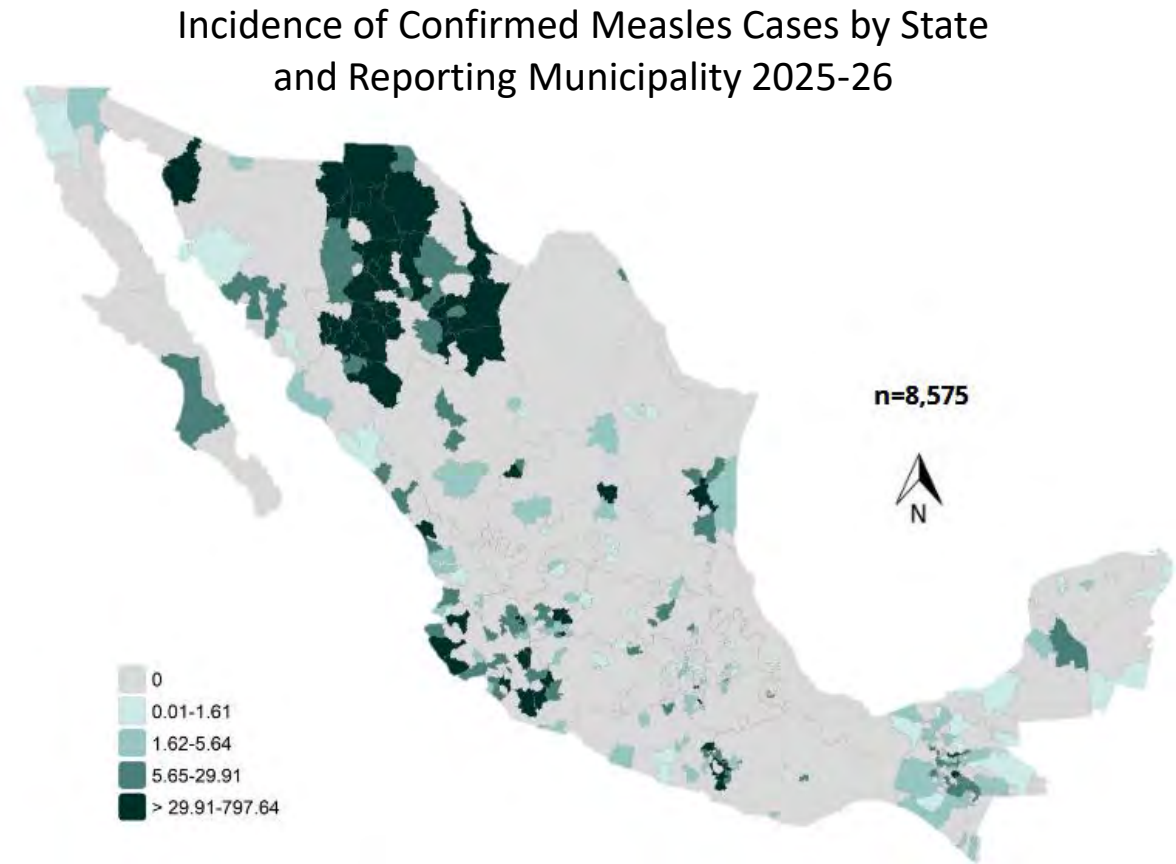 Incidence of Confirmed Measles Cases by State
and Reporting Municipality 2025-26
n=8,575
N
0
0.01-1.61
1.62-5.64
5.65-29.91
> 29.91-797.64